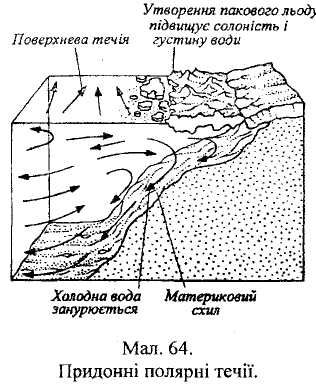 Утворення пакового льоду
підвищує солоність і
густину води
Поверхнева течія
Холодна вода
занурюється
Материковий
схил
Мал. 64.
Придонні полярні течії.